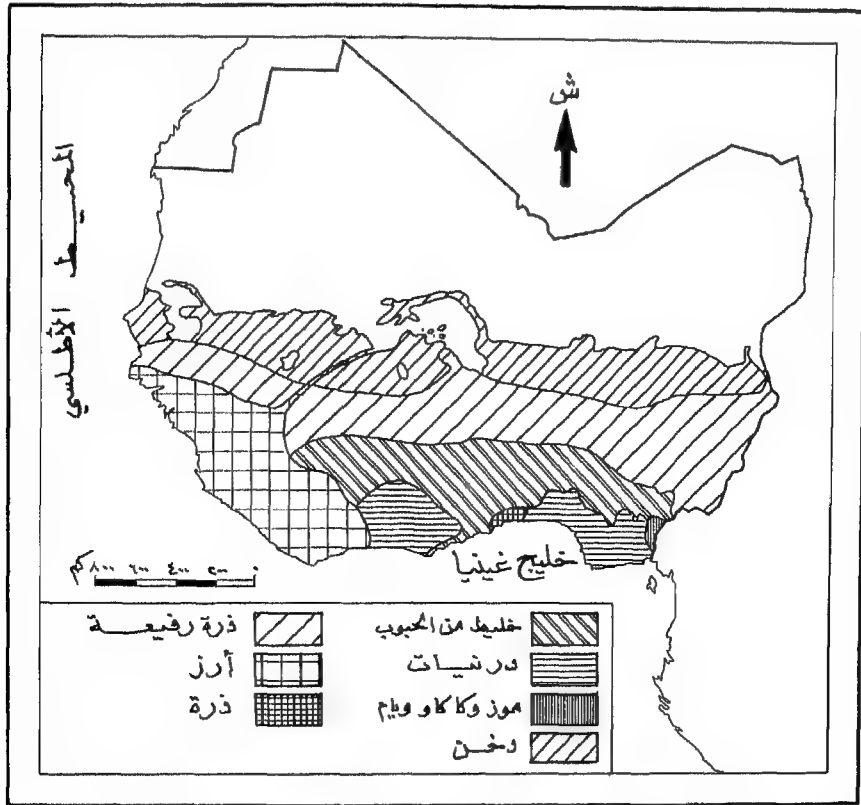 ش
المحيط الأطلسي
خليج غينيا
٠ ٢٠٠ ٤٠٠ ٦٠٠ ٨٠٠ كم
خليط من الحبوب
درنيات
موز وكاكاو ويام
دخن
ذرة رفيعة
أرز
ذرة